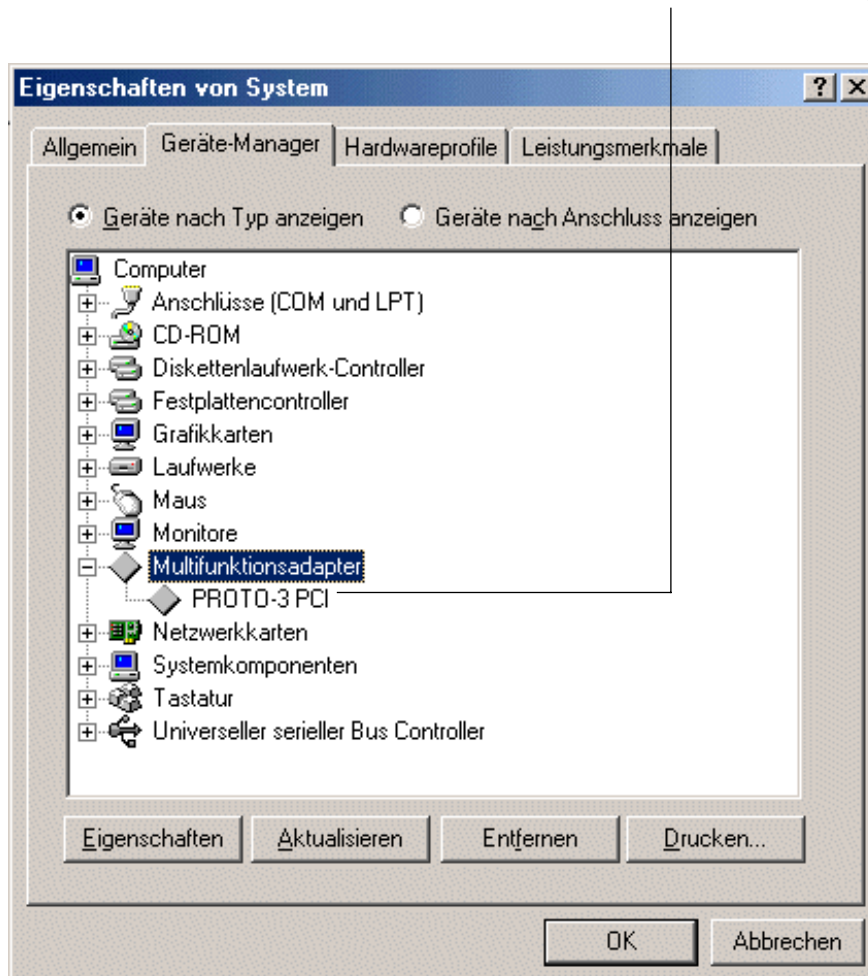 Eigenschaften von System
Allgemein Geräte-Manager Hardwareprofile Leistungsmerkmale
Geräte nach Typ anzeigen Geräte nach Anschluss anzeigen
Computer
Anschlüsse (COM und LPT)
CD-ROM
Diskettenlaufwerk-Controller
Festplattencontroller
Grafikkarten
Laufwerke
Maus
Monitore
Multifunktionsadapter
PROTO-3 PCI
Netzwerkkarten
Systemkomponenten
Tastatur
Universeller serieller Bus Controller
Eigenschaften Aktualisieren Entfernen Drucken...
OK Abbrechen